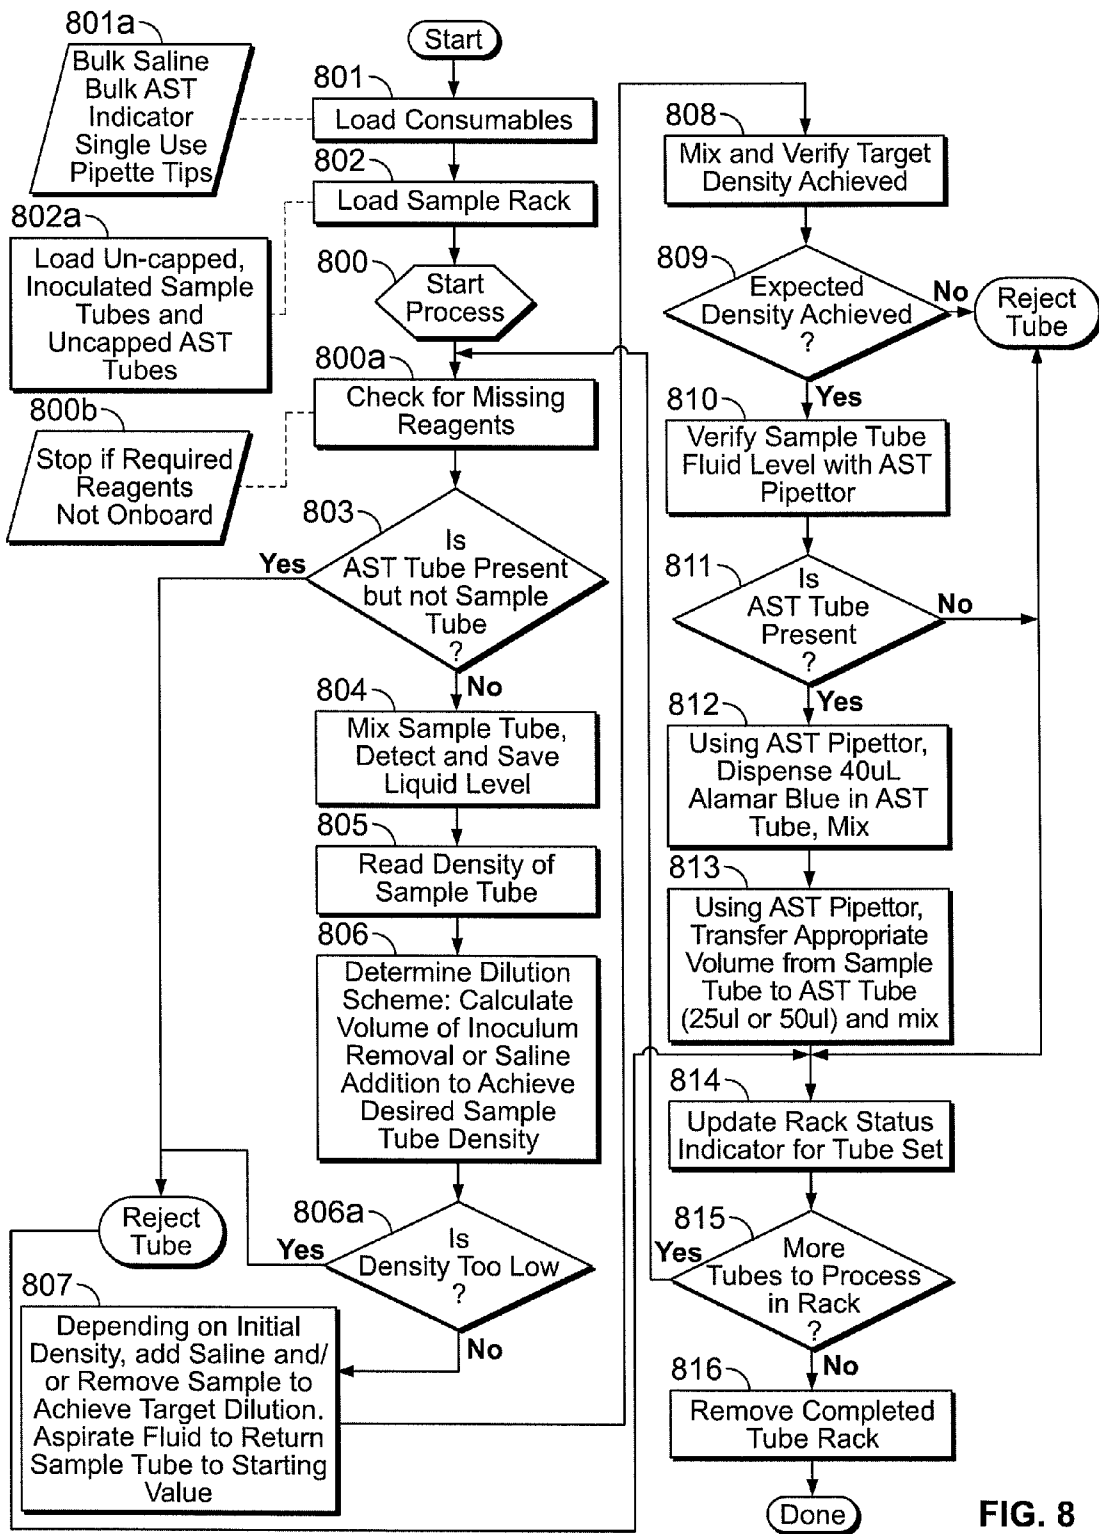 801a
Bulk Saline
Bulk AST
Indicator
Single Use
Pipette Tips
Start
801
Load Consumables
802
Load Sample Rack
802a
Load Un-capped,
Inoculated Sample
Tubes and
Uncapped AST
Tubes
800
Start
Process
800a
Check for Missing
Reagents
800b
Stop if Required
Reagents
Not Onboard
803
Is
AST Tube Present
but not Sample
Tube
?
Yes
No
804
Mix Sample Tube,
Detect and Save
Liquid Level
805
Read Density of
Sample Tube
806
Determine Dilution
Scheme: Calculate
Volume of Inoculum
Removal or Saline
Addition to Achieve
Desired Sample
Tube Density
806a
Is
Density Too Low
?
Yes
No
Reject
Tube
807
Depending on Initial
Density, add Saline and/
or Remove Sample to
Achieve Target Dilution.
Aspirate Fluid to Return
Sample Tube to Starting
Value
808
Mix and Verify Target
Density Achieved
809
Expected
Density Achieved
?
No
Reject
Tube
Yes
810
Verify Sample Tube
Fluid Level with AST
Pipettor
811
Is
AST Tube
Present
?
No
Yes
812
Using AST Pipettor,
Dispense 40uL
Alamar Blue in AST
Tube, Mix
813
Using AST Pipettor,
Transfer Appropriate
Volume from Sample
Tube to AST Tube
(25ul or 50ul) and mix
814
Update Rack Status
Indicator for Tube Set
815
More
Tubes to Process
in Rack
?
Yes
No
816
Remove Completed
Tube Rack
Done
FIG. 8